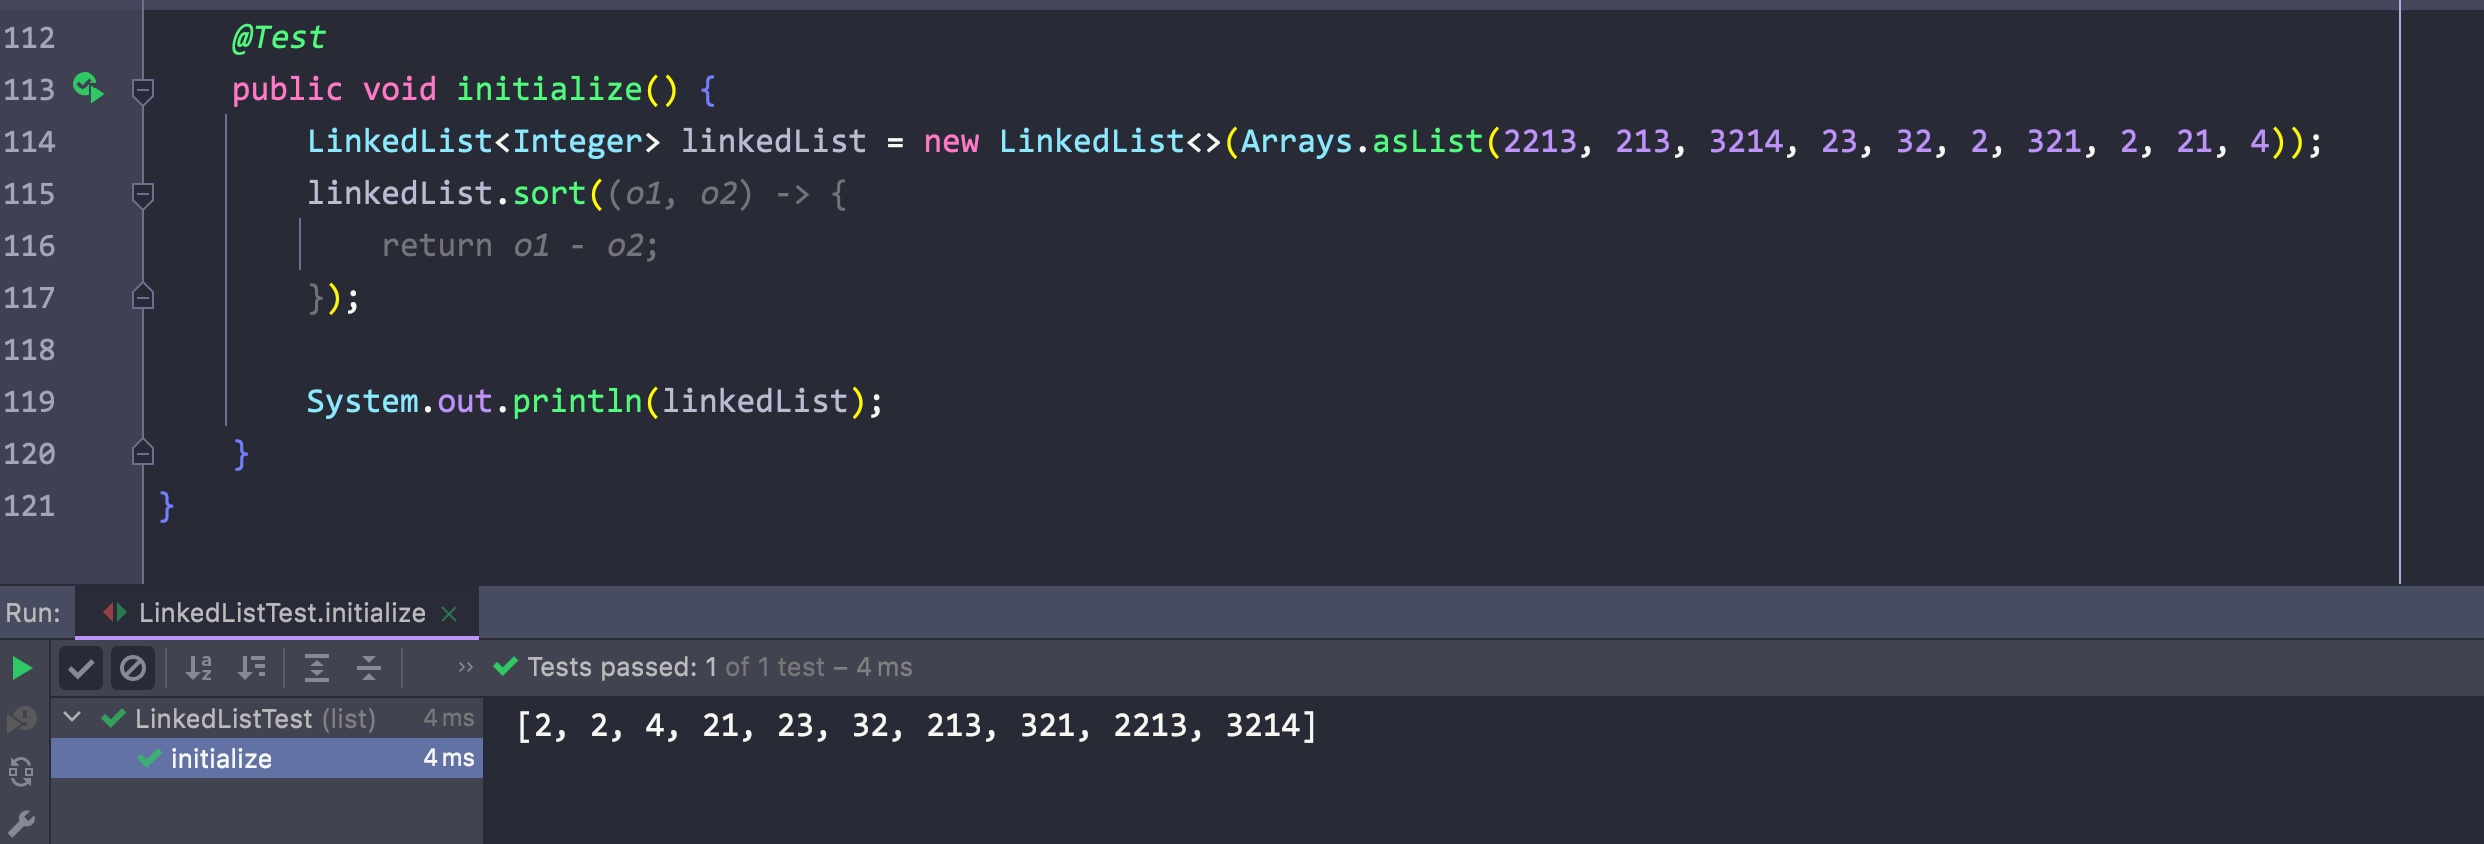 112 @Test
113 public void initialize() {
114 LinkedList<Integer> linkedList = new LinkedList<>(Arrays.asList(2213, 213, 3214, 23, 32, 2, 321, 2, 21, 4));
115 linkedList.sort((o1, o2) -> {
116 return o1 - o2;
117 });
118
119 System.out.println(linkedList);
120 }
121 }
Run: LinkedListTest.initialize
Tests passed: 1 of 1 test – 4 ms
LinkedListTest (list) 4 ms
initialize 4 ms
[2, 2, 4, 21, 23, 32, 213, 321, 2213, 3214]